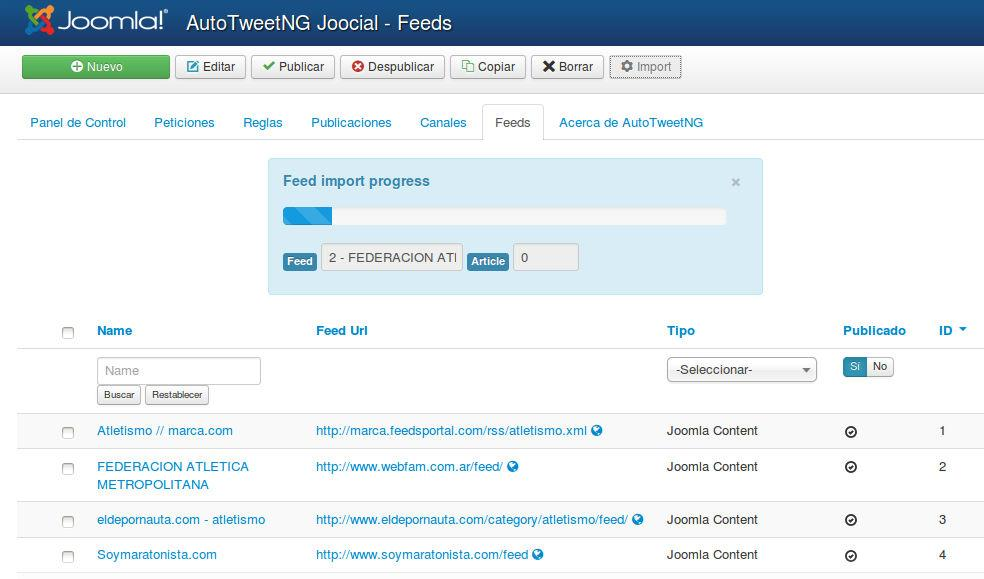 Joomla!® AutoTweetNG Joocial - Feeds
Nuevo Editar Publicar Despublicar Copiar Borrar Import
Panel de Control Peticiones Reglas Publicaciones Canales Feeds Acerca de AutoTweetNG
Feed import progress ×
Feed 2 - FEDERACION ATI Article 0
Name Feed Url Tipo Publicado ID
Name -Seleccionar- Sí No
Buscar Restablecer
Atletismo // marca.com http://marca.feedsportal.com/rss/atletismo.xml Joomla Content 1
FEDERACION ATLETICA http://www.webfam.com.ar/feed/ Joomla Content 2
METROPOLITANA
eldepornauta.com - atletismo http://www.eldepornauta.com/category/atletismo/feed/ Joomla Content 3
Soymaratonista.com http://www.soymaratonista.com/feed Joomla Content 4